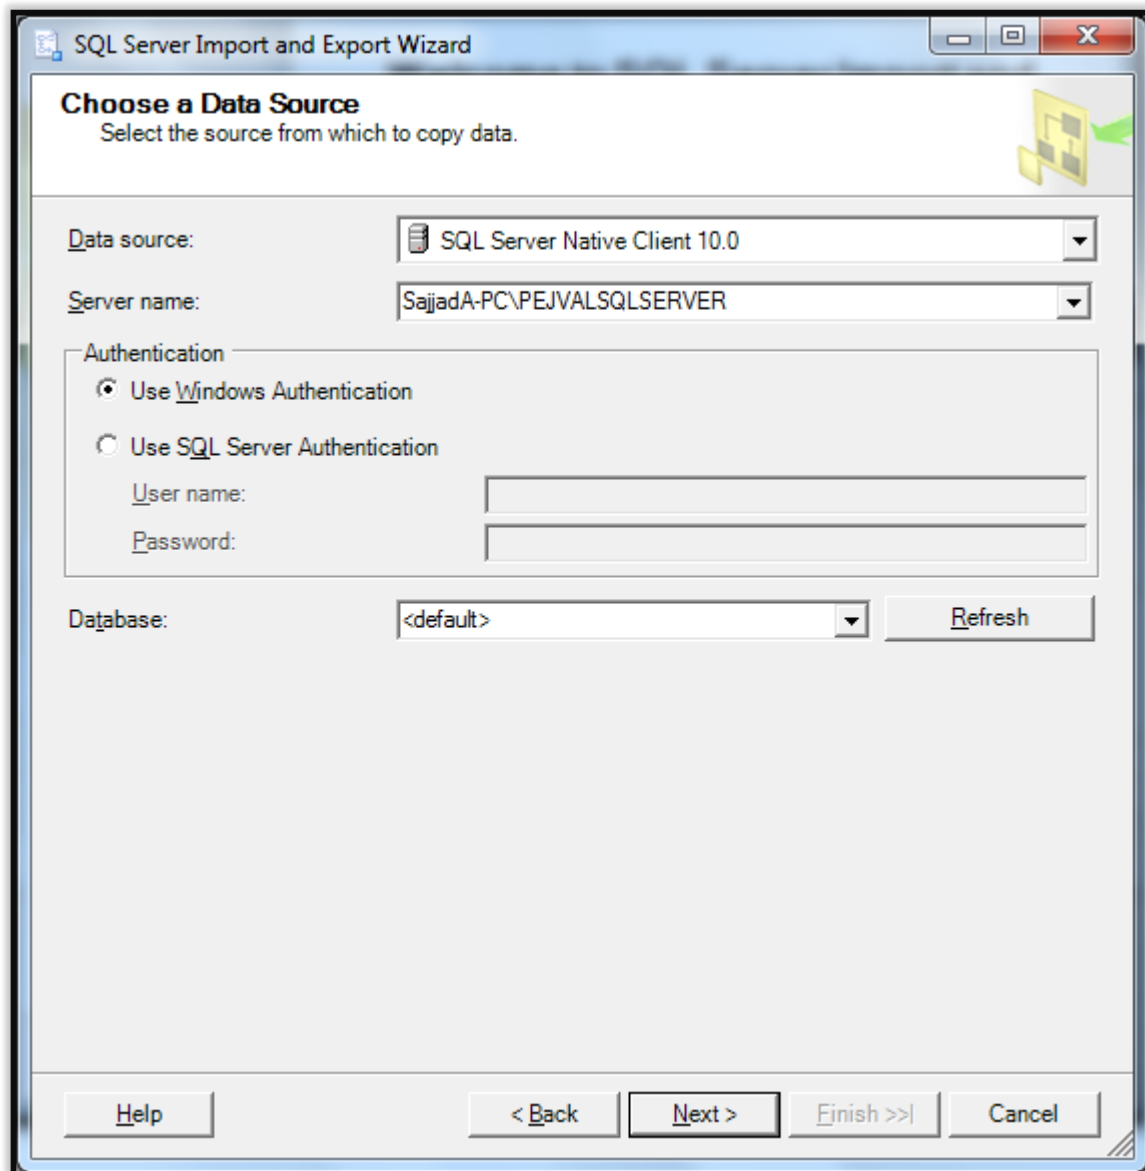 SQL Server Import and Export Wizard
Choose a Data Source
Select the source from which to copy data.
Data source:
SQL Server Native Client 10.0
Server name:
SajjadA-PC\PEJVALSQLSERVER
Authentication
Use Windows Authentication
Use SQL Server Authentication
User name:
Password:
Database:
<default>
Refresh
Help
< Back
Next >
Finish >>|
Cancel